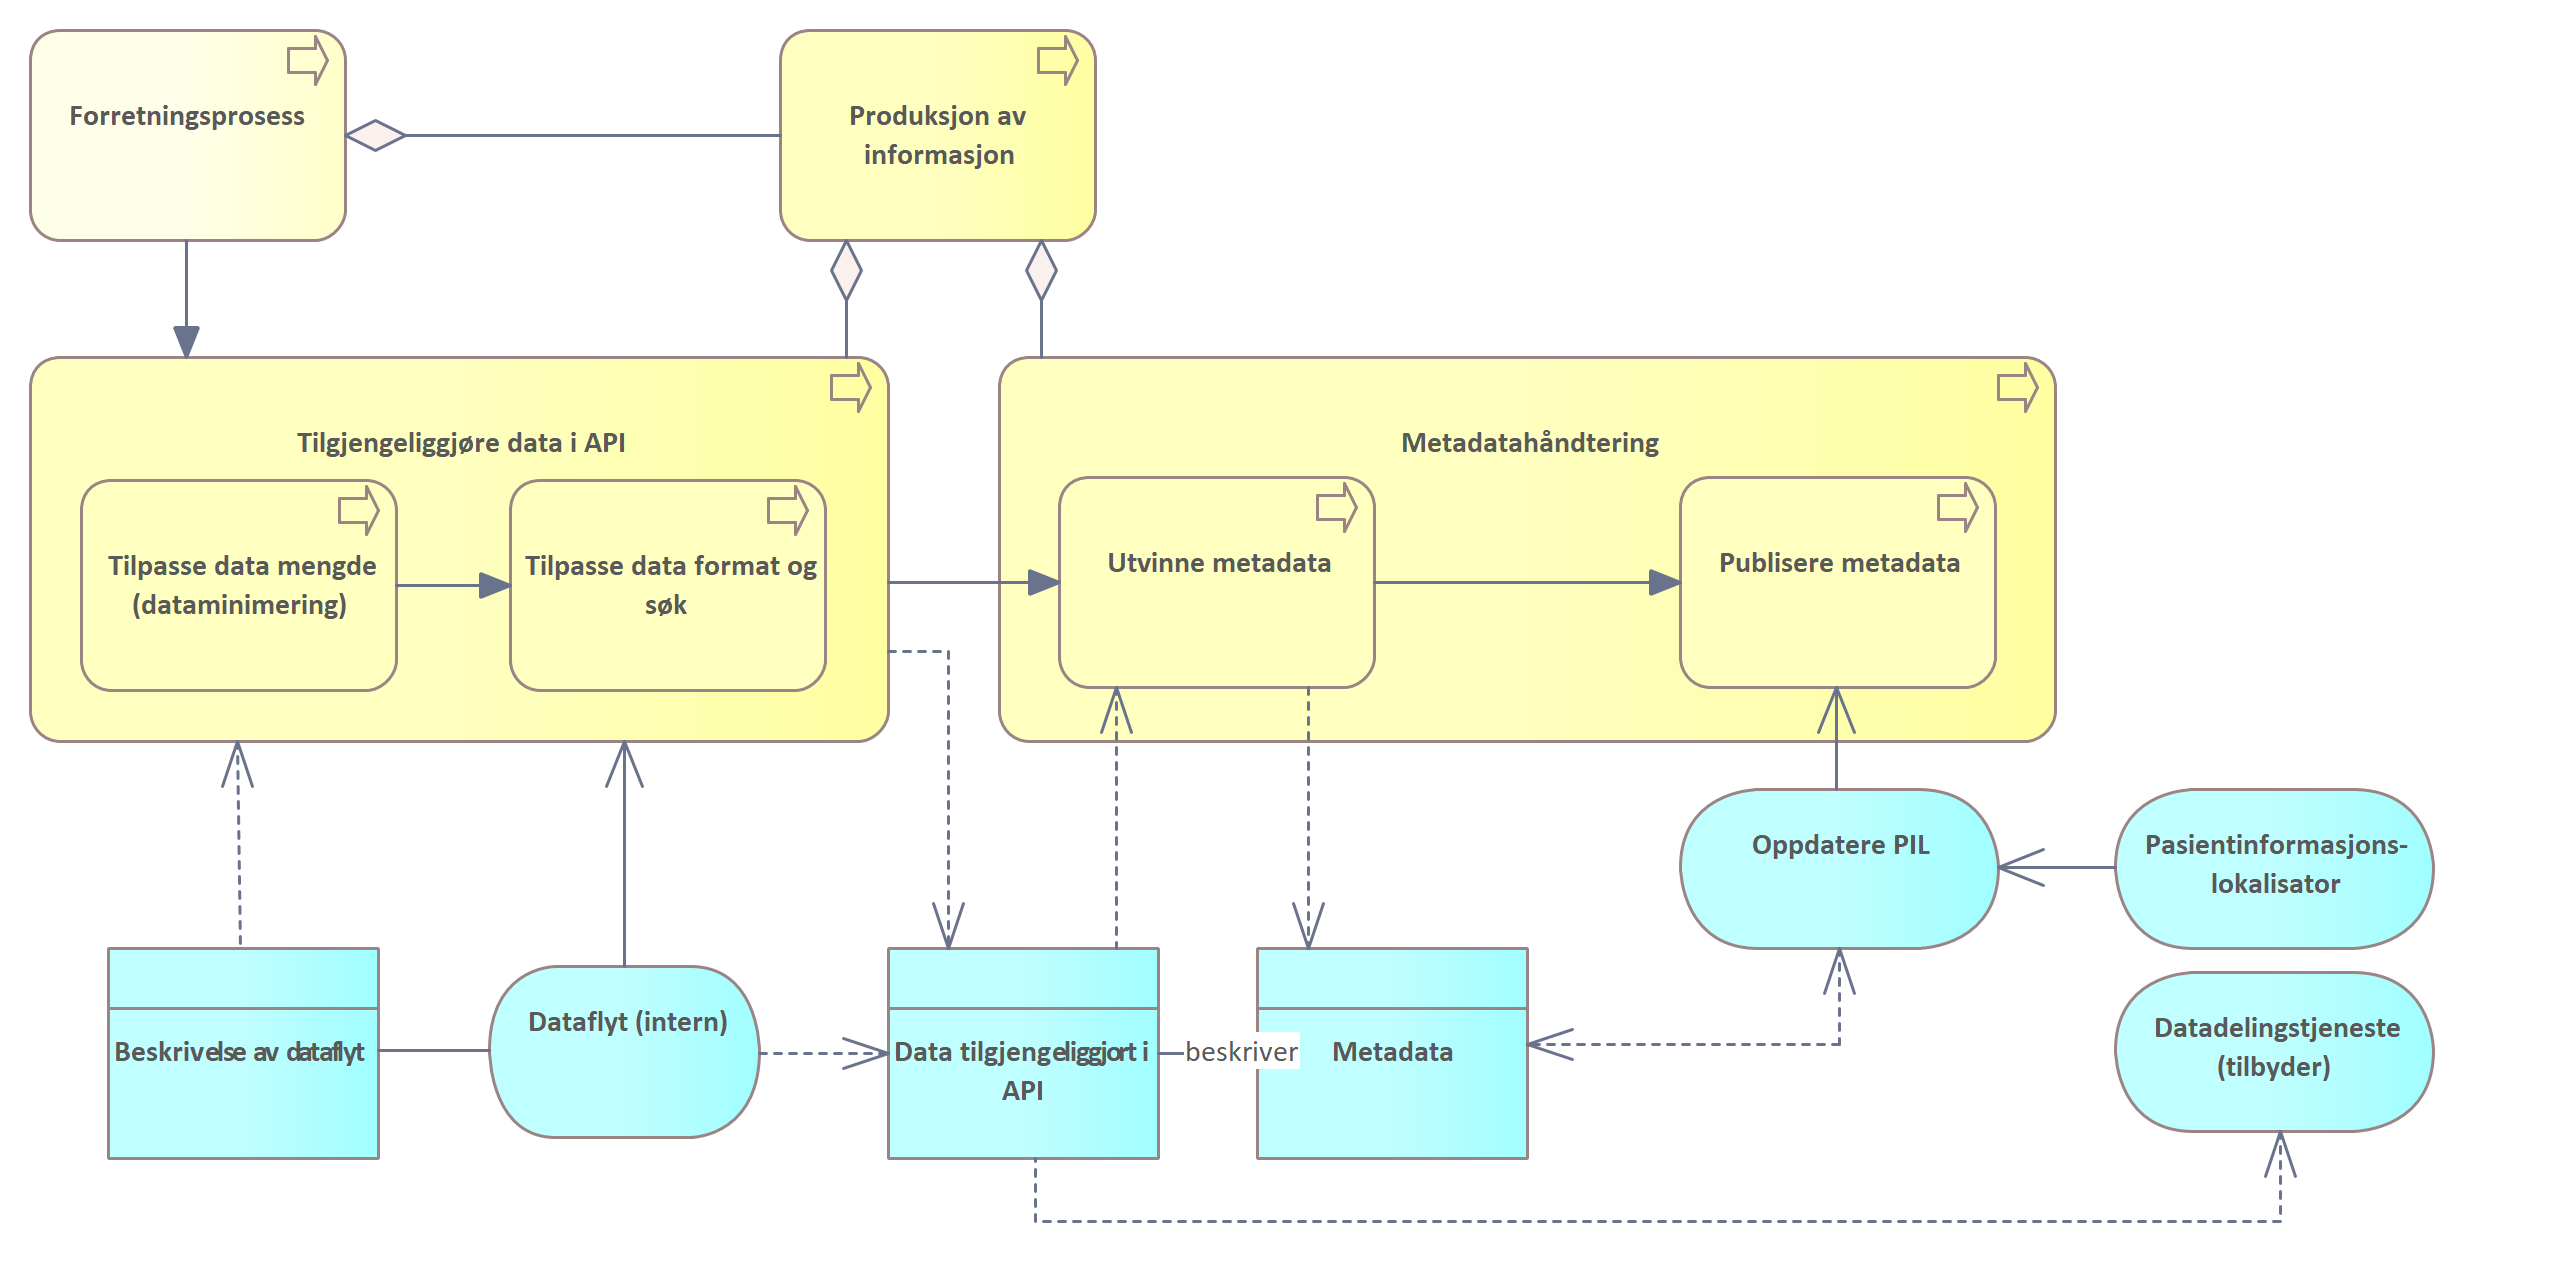 Forretningsprosess
Produksjon av
informasjon
Tilgjengeliggjøre data i API
Tilpasse data mengde
(dataminimering)
Tilpasse data format og
søk
Metadatahåndtering
Utvinne metadata
Publisere metadata
Oppdatere PIL
Pasientinformasjons-
lokalisator
Beskrivelse av dataflyt
Dataflyt (intern)
Data tilgjengeliggjort i
API
beskriver
Metadata
Datadelingstjeneste
(tilbyder)